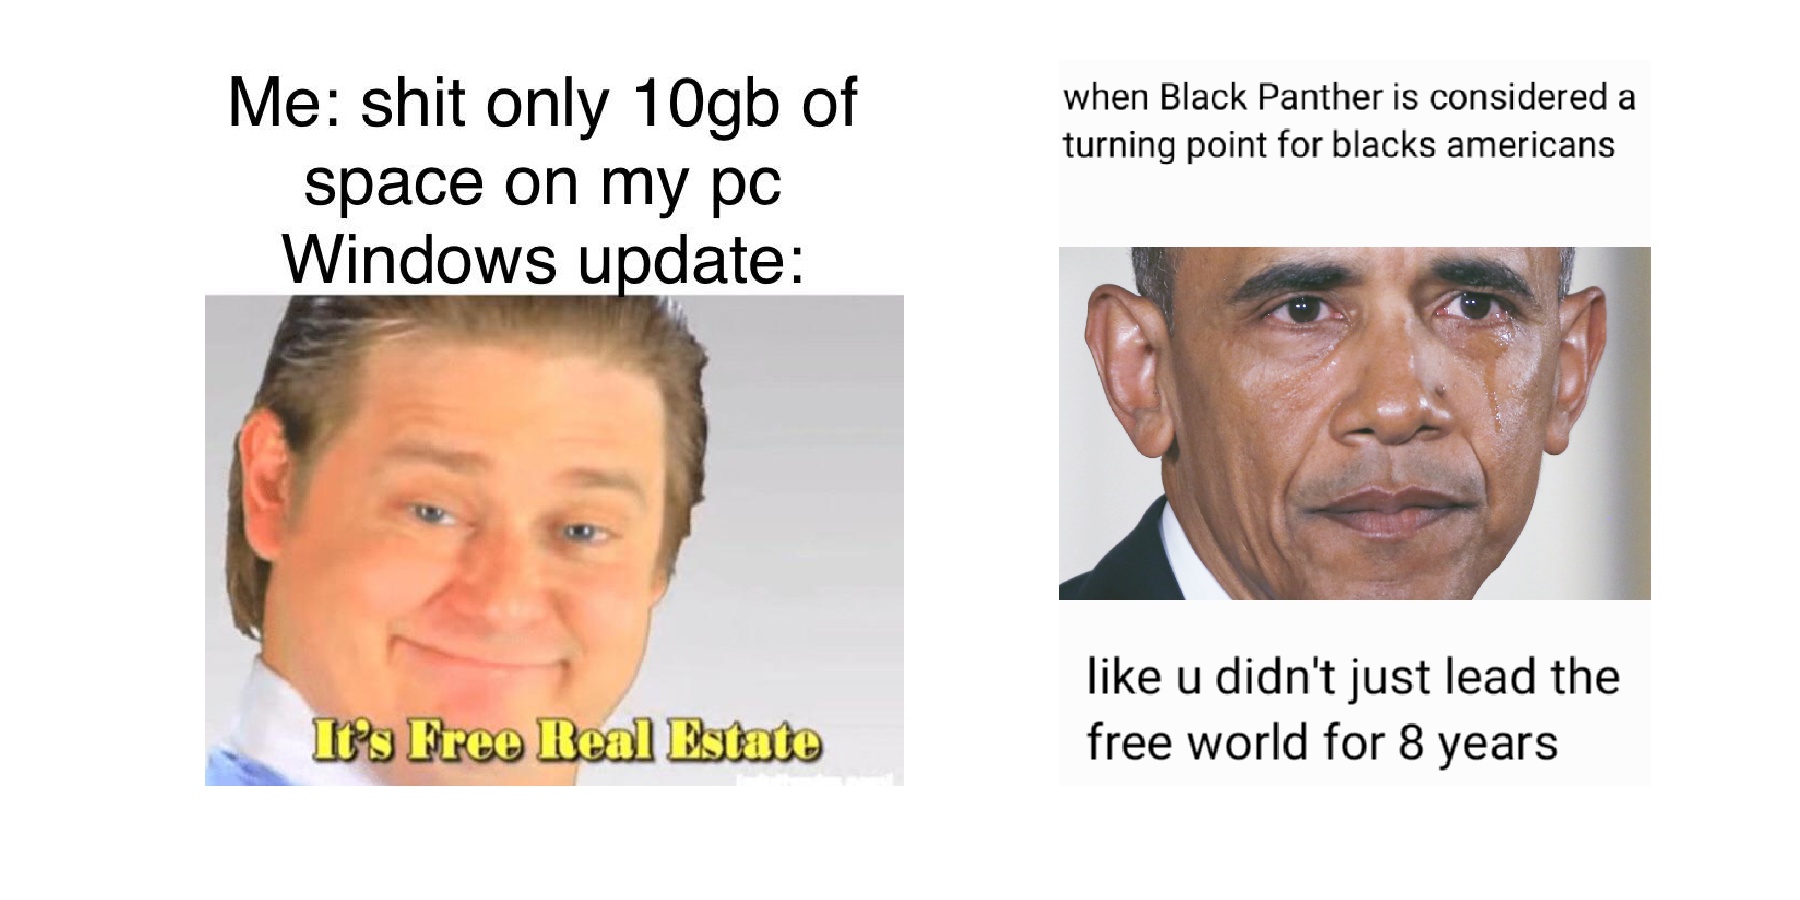 Me: shit only 10gb of
space on my pc
Windows update:
It's Free Real Estate
when Black Panther is considered a
turning point for blacks americans
like u didn't just lead the
free world for 8 years